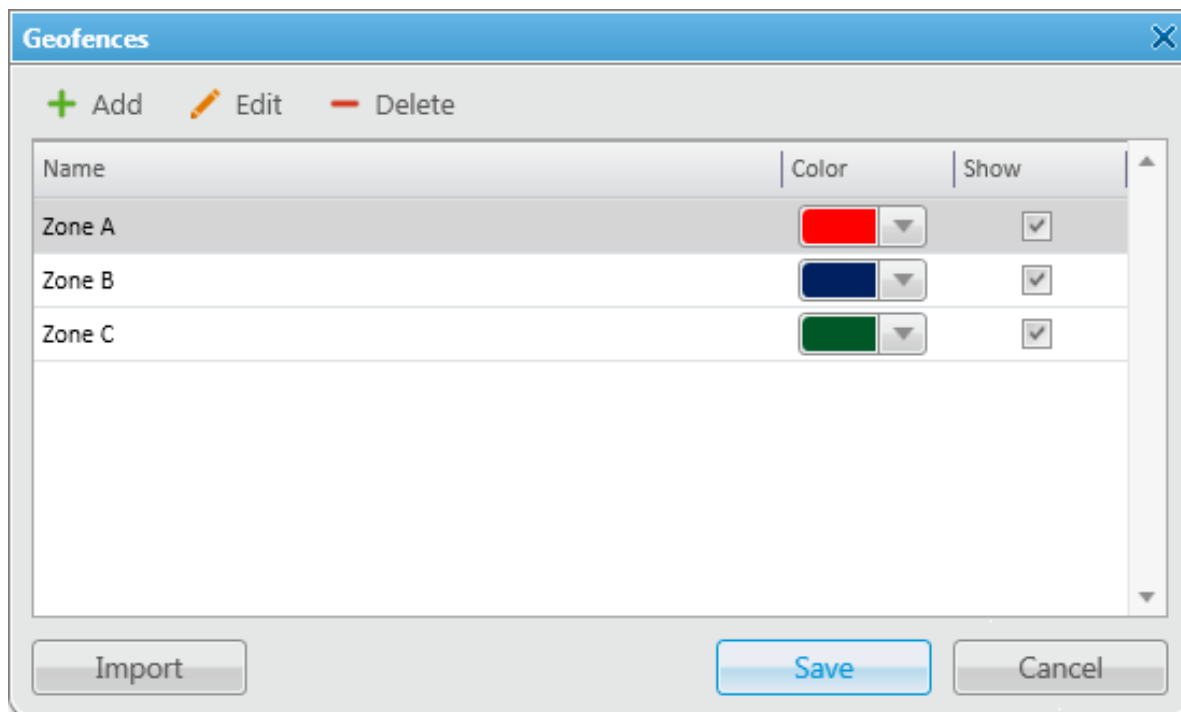 Geofences
Add Edit Delete
Name Color Show
Zone A
Zone B
Zone C
Import Save Cancel